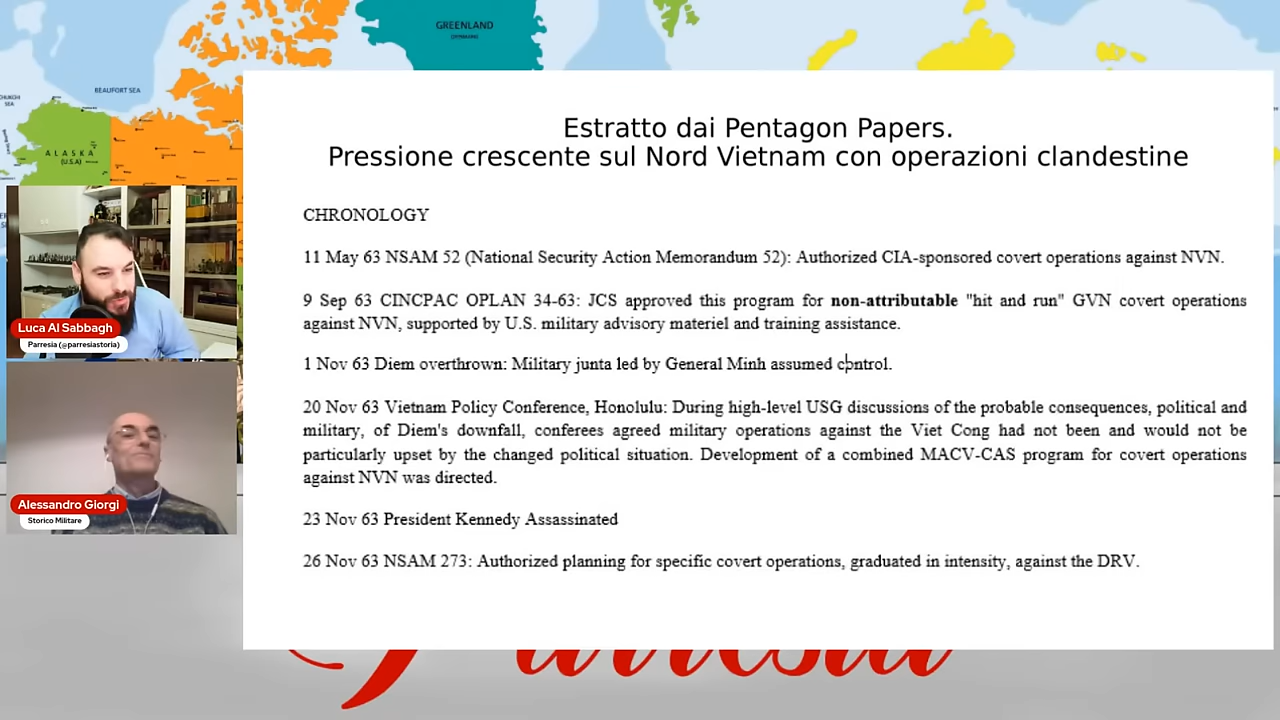 GREENLAND
(DENMARK)
BEAUFORT SEA
ALASKA
(U.S.A)
Estratto dai Pentagon Papers.
Pressione crescente sul Nord Vietnam con operazioni clandestine
CHRONOLOGY
11 May 63 NSAM 52 (National Security Action Memorandum 52): Authorized CIA-sponsored covert operations against NVN.
9 Sep 63 CINCPAC OPLAN 34-63: JCS approved this program for non-attributable "hit and run" GVN covert operations
against NVN, supported by U.S. military advisory materiel and training assistance.
1 Nov 63 Diem overthrown: Military junta led by General Minh assumed control.
20 Nov 63 Vietnam Policy Conference, Honolulu: During high-level USG discussions of the probable consequences, political and
military, of Diem's downfall, conferees agreed military operations against the Viet Cong had not been and would not be
particularly upset by the changed political situation. Development of a combined MACV-CAS program for covert operations
against NVN was directed.
23 Nov 63 President Kennedy Assassinated
26 Nov 63 NSAM 273: Authorized planning for specific covert operations, graduated in intensity, against the DRV.
Luca Al Sabbagh
Parresia (@parresiastoria)
Alessandro Giorgi
Storico Militare